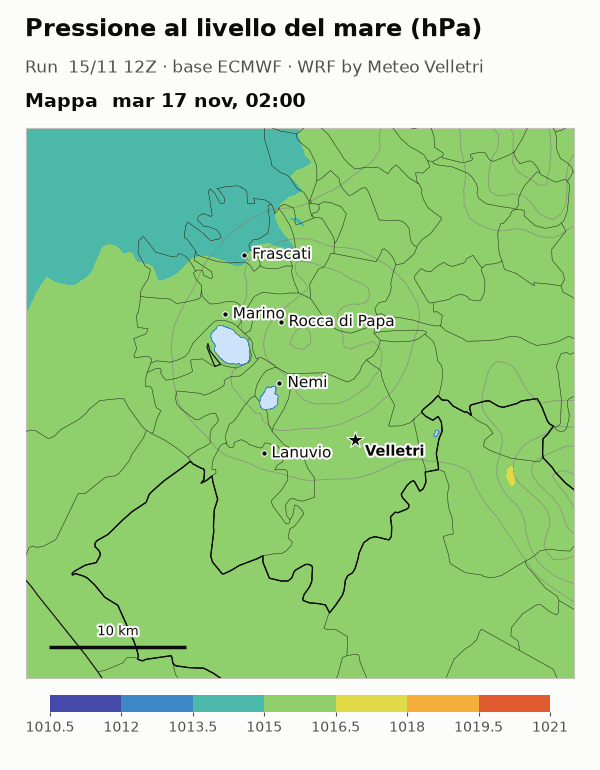 Pressione al livello del mare (hPa)
Run  15/11 12Z · base ECMWF · WRF by Meteo Velletri
Mappa  mar 17 nov, 02:00
Frascati
Marino
Rocca di Papa
Nemi
Velletri
Lanuvio
10 km
1010.5 1012 1013.5 1015 1016.5 1018 1019.5 1021